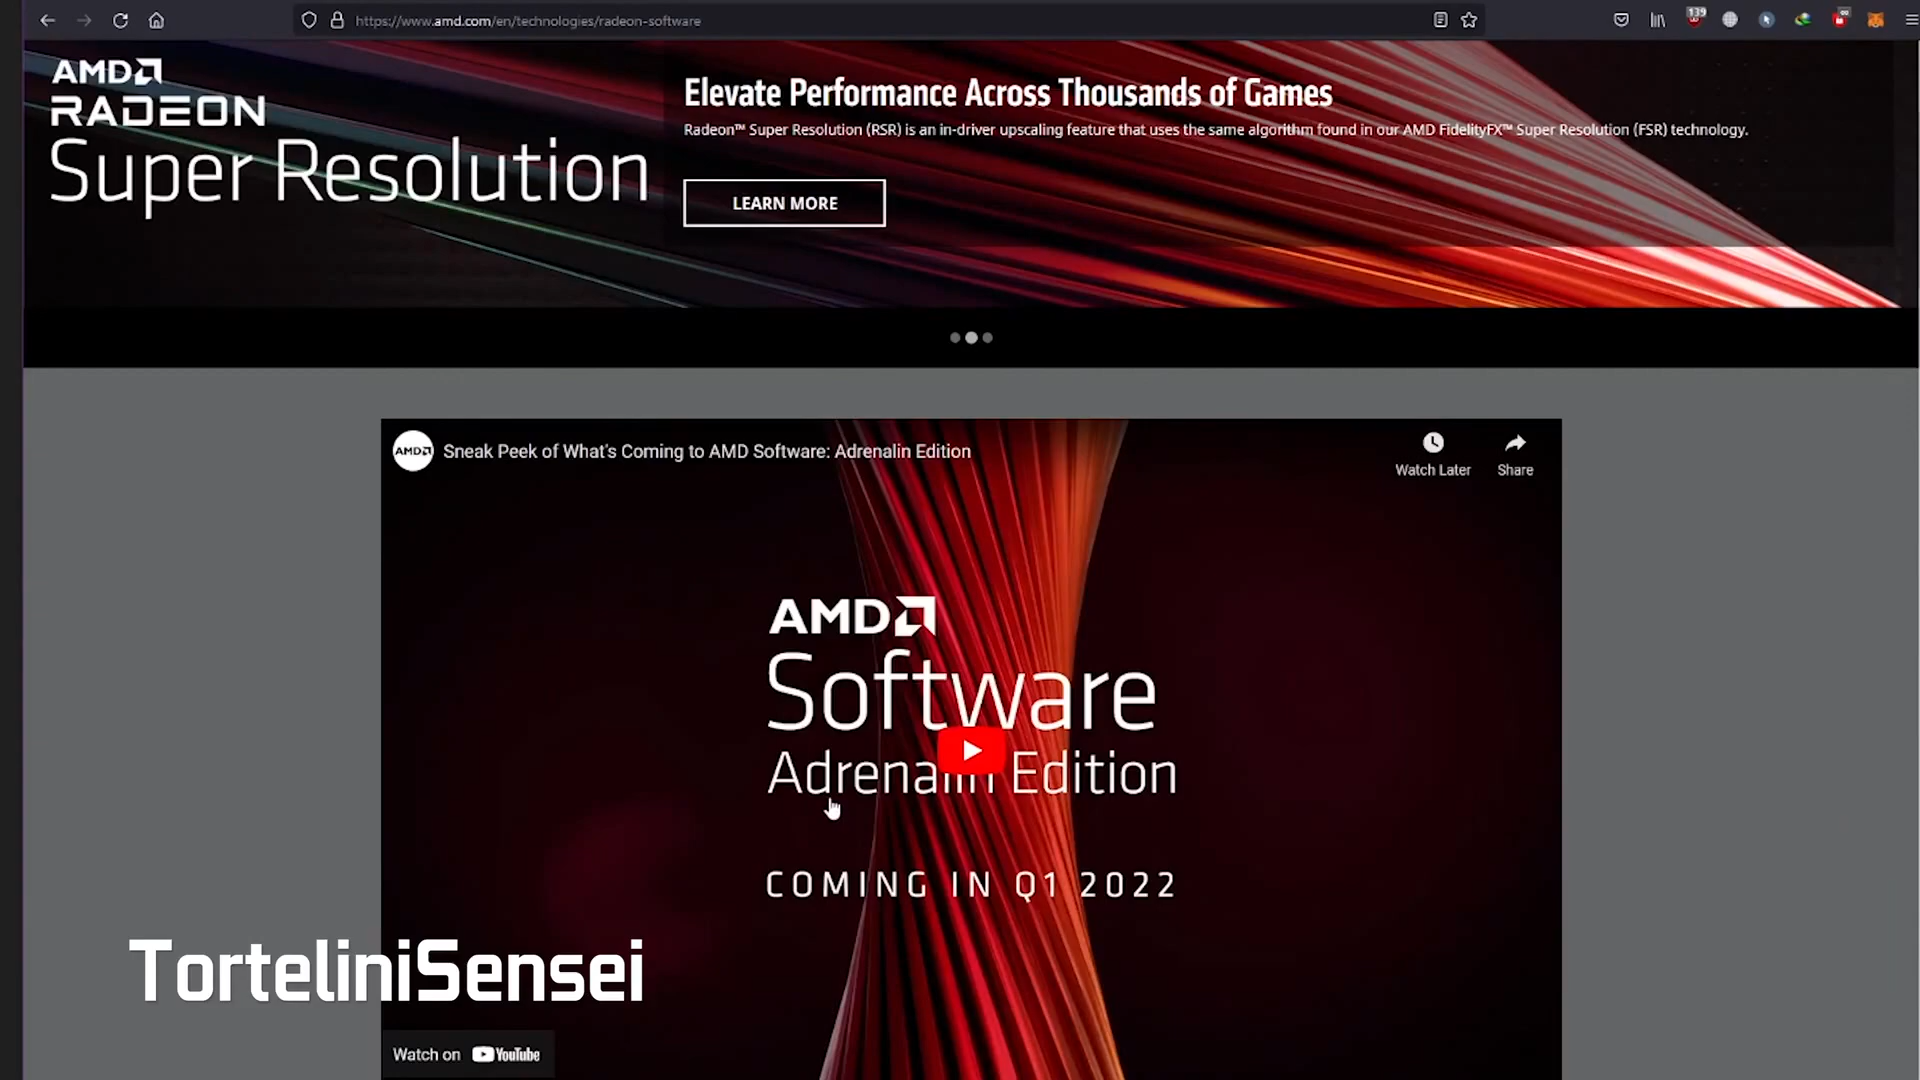 https://www.amd.com/en/technologies/radeon-software
139
AMD
RADEON
Super Resolution
Elevate Performance Across Thousands of Games
Radeon™ Super Resolution (RSR) is an in-driver upscaling feature that uses the same algorithm found in our AMD FidelityFX™ Super Resolution (FSR) technology.
LEARN MORE
AMD
Sneak Peek of What's Coming to AMD Software: Adrenalin Edition
Watch Later
Share
AMD
Software
Adrenalin Edition
COMING IN Q1 2022
TorteliniSensei
Watch on YouTube